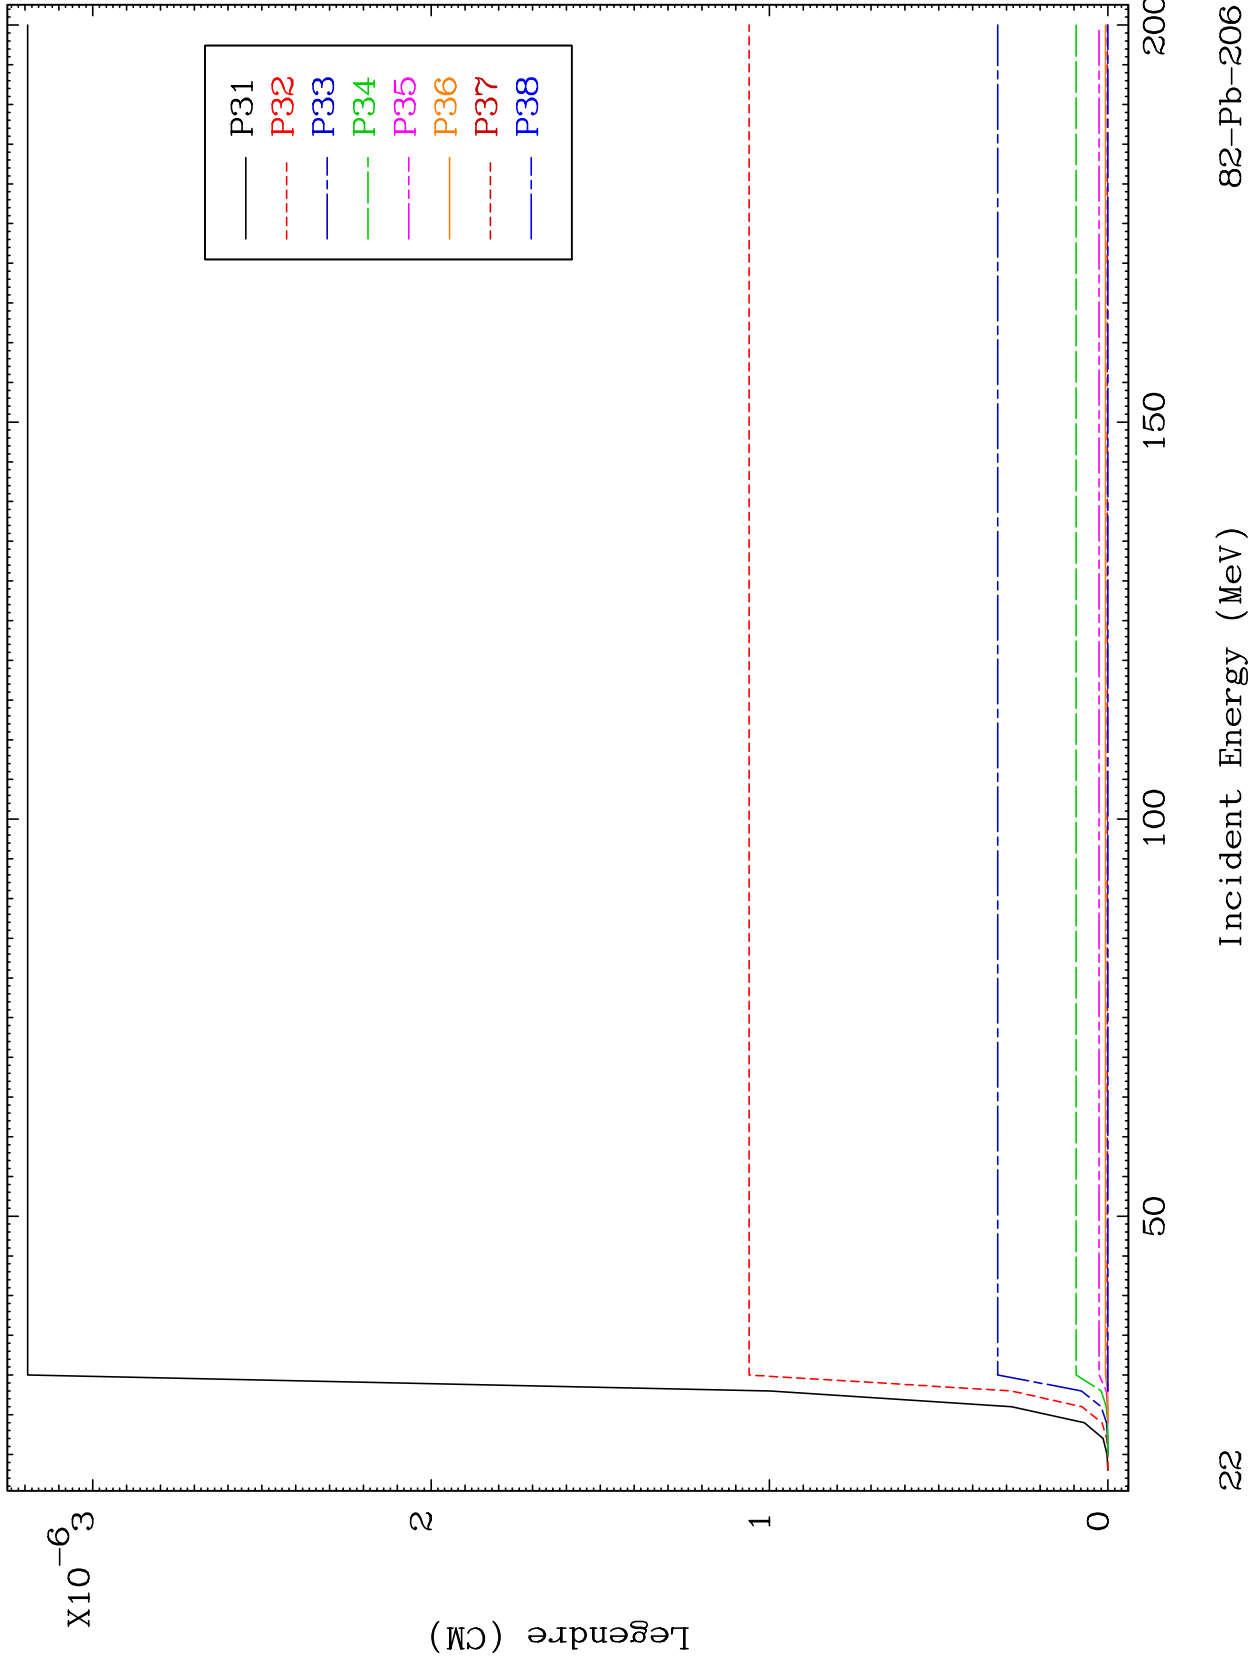 X10-6
3
2
1
0
Legendre (CM)
P31
P32
P33
P34
P35
P36
P37
P38
50
100
150
200
Incident Energy (MeV)
22
82-Pb-206